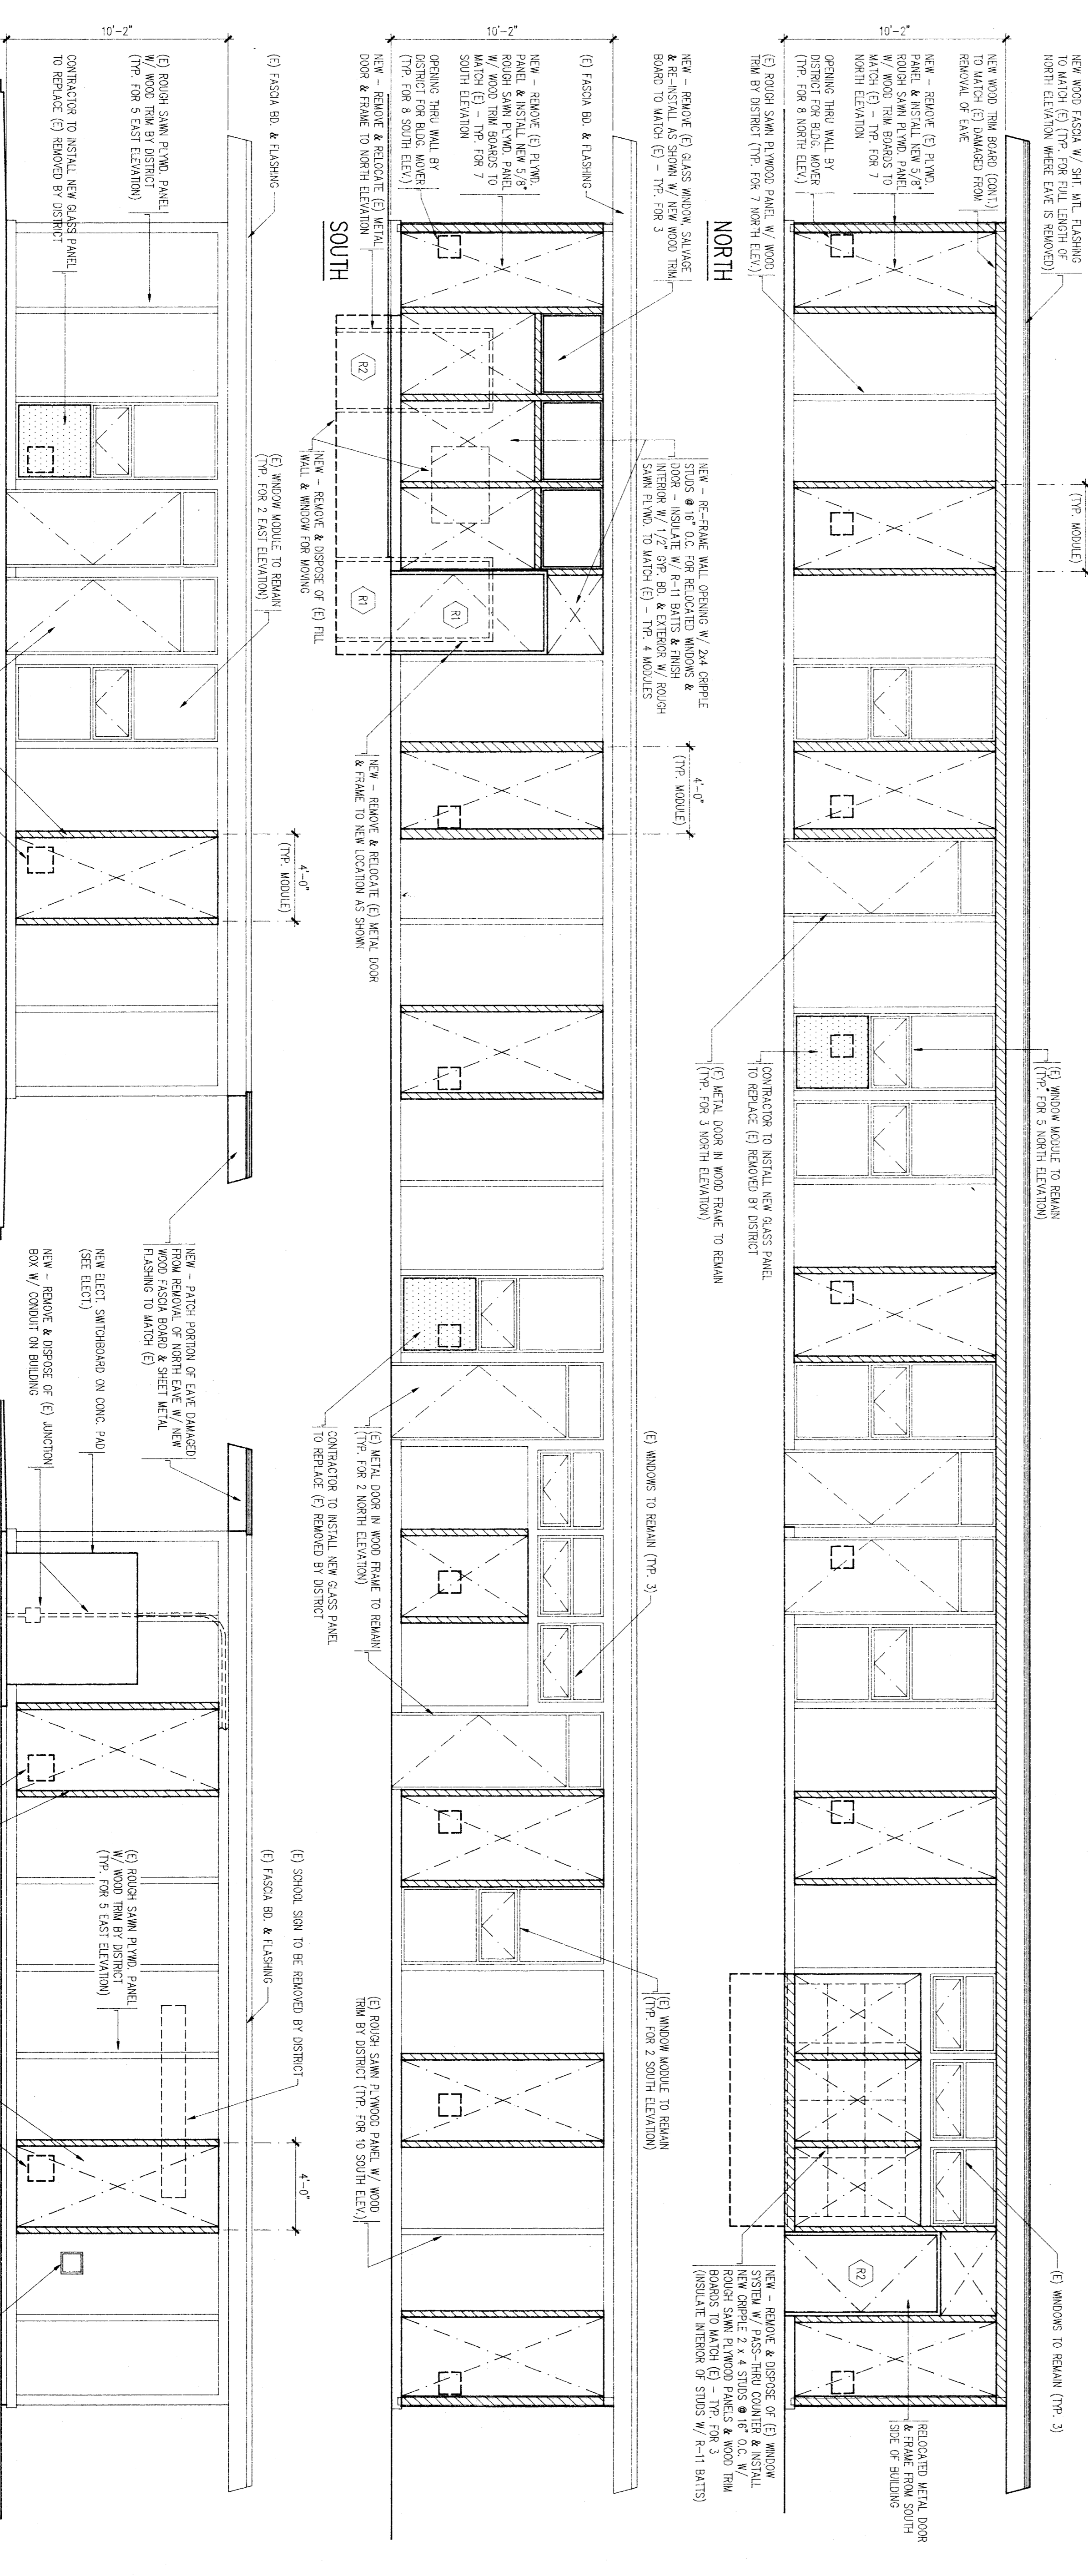 NEW WOOD FASCIA W/ SHT. MTL. FLASHING
TO MATCH (E) (TYP. FOR FULL LENGTH OF
NORTH ELEVATION WHERE EAVE IS REMOVED)
NEW WOOD TRIM BOARD (CONT.)
TO MATCH (E) DAMAGED FROM
REMOVAL OF EAVE
10'-2"
NEW - REMOVE (E) PLYWD.
PANEL & INSTALL NEW 5/8"
ROUGH SAWN PLYWD. PANEL
W/ WOOD TRIM BOARDS TO
MATCH (E) - TYP. FOR 7
NORTH ELEVATION
OPENING THRU WALL BY
DISTRICT FOR BLDG. MOVER
(TYP. FOR 8 NORTH ELEV.)
(E) ROUGH SAWN PLYWOOD PANEL W/ WOOD
TRIM BY DISTRICT (TYP. FOR 7 NORTH ELEV.)
(TYP. MODULE)
(E) WINDOW MODULE TO REMAIN
(TYP. FOR 5 NORTH ELEVATION)
CONTRACTOR TO INSTALL NEW GLASS PANEL
TO REPLACE (E) REMOVED BY DISTRICT
(E) METAL DOOR IN WOOD FRAME TO REMAIN
(TYP. FOR 3 NORTH ELEVATION)
(E) WINDOWS TO REMAIN (TYP. 3)
R2
RELOCATED METAL DOOR
& FRAME FROM SOUTH
SIDE OF BUILDING
NEW - REMOVE & DISPOSE OF (E) WINDOW
SYSTEM W/ PASS-THRU COUNTER & INSTALL
NEW CRIPPLE 2 x 4 STUDS @ 16" O.C. W/
ROUGH SAWN PLYWOOD PANELS & WOOD TRIM
BOARDS TO MATCH (E) - TYP. FOR 3
(INSULATE INTERIOR OF STUDS W/ R-11 BATTS)
NORTH
NEW - REMOVE (E) GLASS WINDOW, SALVAGE
& RE-INSTALL AS SHOWN W/ NEW WOOD TRIM
BOARD TO MATCH (E) - TYP. FOR 3
(E) FASCIA BD. & FLASHING
10'-2"
NEW - REMOVE (E) PLYWD.
PANEL & INSTALL NEW 5/8"
ROUGH SAWN PLYWD. PANEL
W/ WOOD TRIM BOARDS TO
MATCH (E) - TYP. FOR 7
SOUTH ELEVATION
OPENING THRU WALL BY
DISTRICT FOR BLDG. MOVER
(TYP. FOR 8 SOUTH ELEV.)
NEW - REMOVE & RELOCATE (E) METAL
DOOR & FRAME TO NORTH ELEVATION
NEW - RE-FRAME WALL OPENING W/ 2x4 CRIPPLE
STUDS @ 16" O.C. FOR RELOCATED WINDOWS &
DOOR - INSULATE W/ R-11 BATTS & FINISH
INTERIOR W/ 1/2" GYP. BD. & EXTERIOR W/ ROUGH
SAWN PLYWD. TO MATCH (E) - TYP. 4 MODULES
4'-0"
(TYP. MODULE)
R2
R1
R1
NEW - REMOVE & DISPOSE OF (E) FILL
WALL & WINDOW FOR MOVING
NEW - REMOVE & RELOCATE (E) METAL DOOR
& FRAME TO NEW LOCATION AS SHOWN
(E) WINDOWS TO REMAIN (TYP. 3)
(E) METAL DOOR IN WOOD FRAME TO REMAIN
(TYP. FOR 2 NORTH ELEVATION)
CONTRACTOR TO INSTALL NEW GLASS PANEL
TO REPLACE (E) REMOVED BY DISTRICT
(E) WINDOW MODULE TO REMAIN
(TYP. FOR 2 SOUTH ELEVATION)
(E) ROUGH SAWN PLYWOOD PANEL W/ WOOD
TRIM BY DISTRICT (TYP. FOR 10 SOUTH ELEV.)
SOUTH
(E) FASCIA BD. & FLASHING
10'-2"
(E) ROUGH SAWN PLYWD. PANEL
W/ WOOD TRIM BY DISTRICT
(TYP. FOR 5 EAST ELEVATION)
CONTRACTOR TO INSTALL NEW GLASS PANEL
TO REPLACE (E) REMOVED BY DISTRICT
(E) WINDOW MODULE TO REMAIN
(TYP. FOR 2 EAST ELEVATION)
4'-0"
(TYP. MODULE)
NEW - PATCH PORTION OF EAVE DAMAGED
FROM REMOVAL OF NORTH EAVE W/ NEW
WOOD FASCIA BOARD & SHEET METAL
FLASHING TO MATCH (E)
NEW ELECT. SWITCHBOARD ON CONC. PAD
(SEE ELECT.)
NEW - REMOVE & DISPOSE OF (E) JUNCTION
BOX W/ CONDUIT ON BUILDING
(E) SCHOOL SIGN TO BE REMOVED BY DISTRICT
(E) FASCIA BD. & FLASHING
(E) ROUGH SAWN PLYWD. PANEL
W/ WOOD TRIM BY DISTRICT
(TYP. FOR 5 EAST ELEVATION)
4'-0"